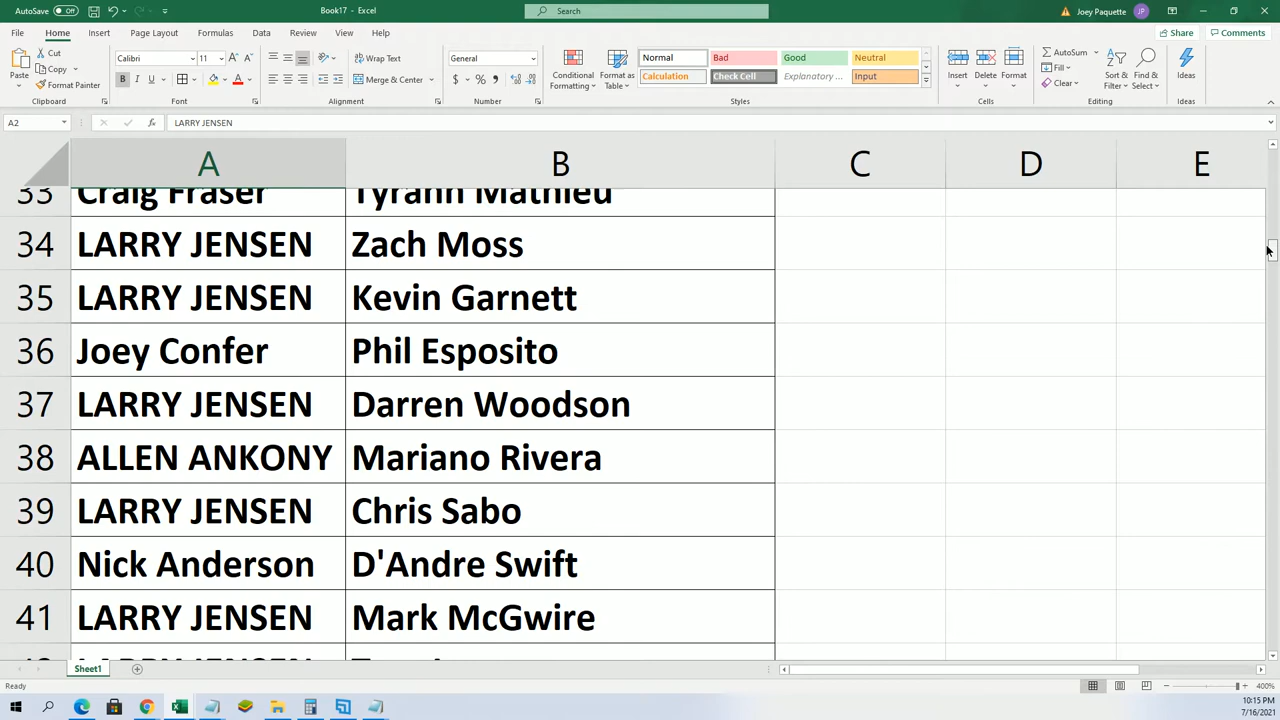 AutoSave Off Book17 - Excel Search Joey Paquette JP
File Home Insert Page Layout Formulas Data Review View Help Share Comments
Paste Cut Copy Format Painter Clipboard
Calibri 11 B I U Font
Wrap Text Merge & Center Alignment
General $ % Number
Conditional Formatting Format as Table
Normal Bad Good Neutral
Calculation Check Cell Explanatory ... Input
Styles
Insert Delete Format Cells
AutoSum Fill Clear Sort & Filter Find & Select Editing
Ideas Ideas
A2 fx LARRY JENSEN
A B C D E
33 Craig Fraser Tyrann Mathieu
34 LARRY JENSEN Zach Moss
35 LARRY JENSEN Kevin Garnett
36 Joey Confer Phil Esposito
37 LARRY JENSEN Darren Woodson
38 ALLEN ANKONY Mariano Rivera
39 LARRY JENSEN Chris Sabo
40 Nick Anderson D'Andre Swift
41 LARRY JENSEN Mark McGwire
Sheet1
Ready 400%
10:15 PM
7/16/2021